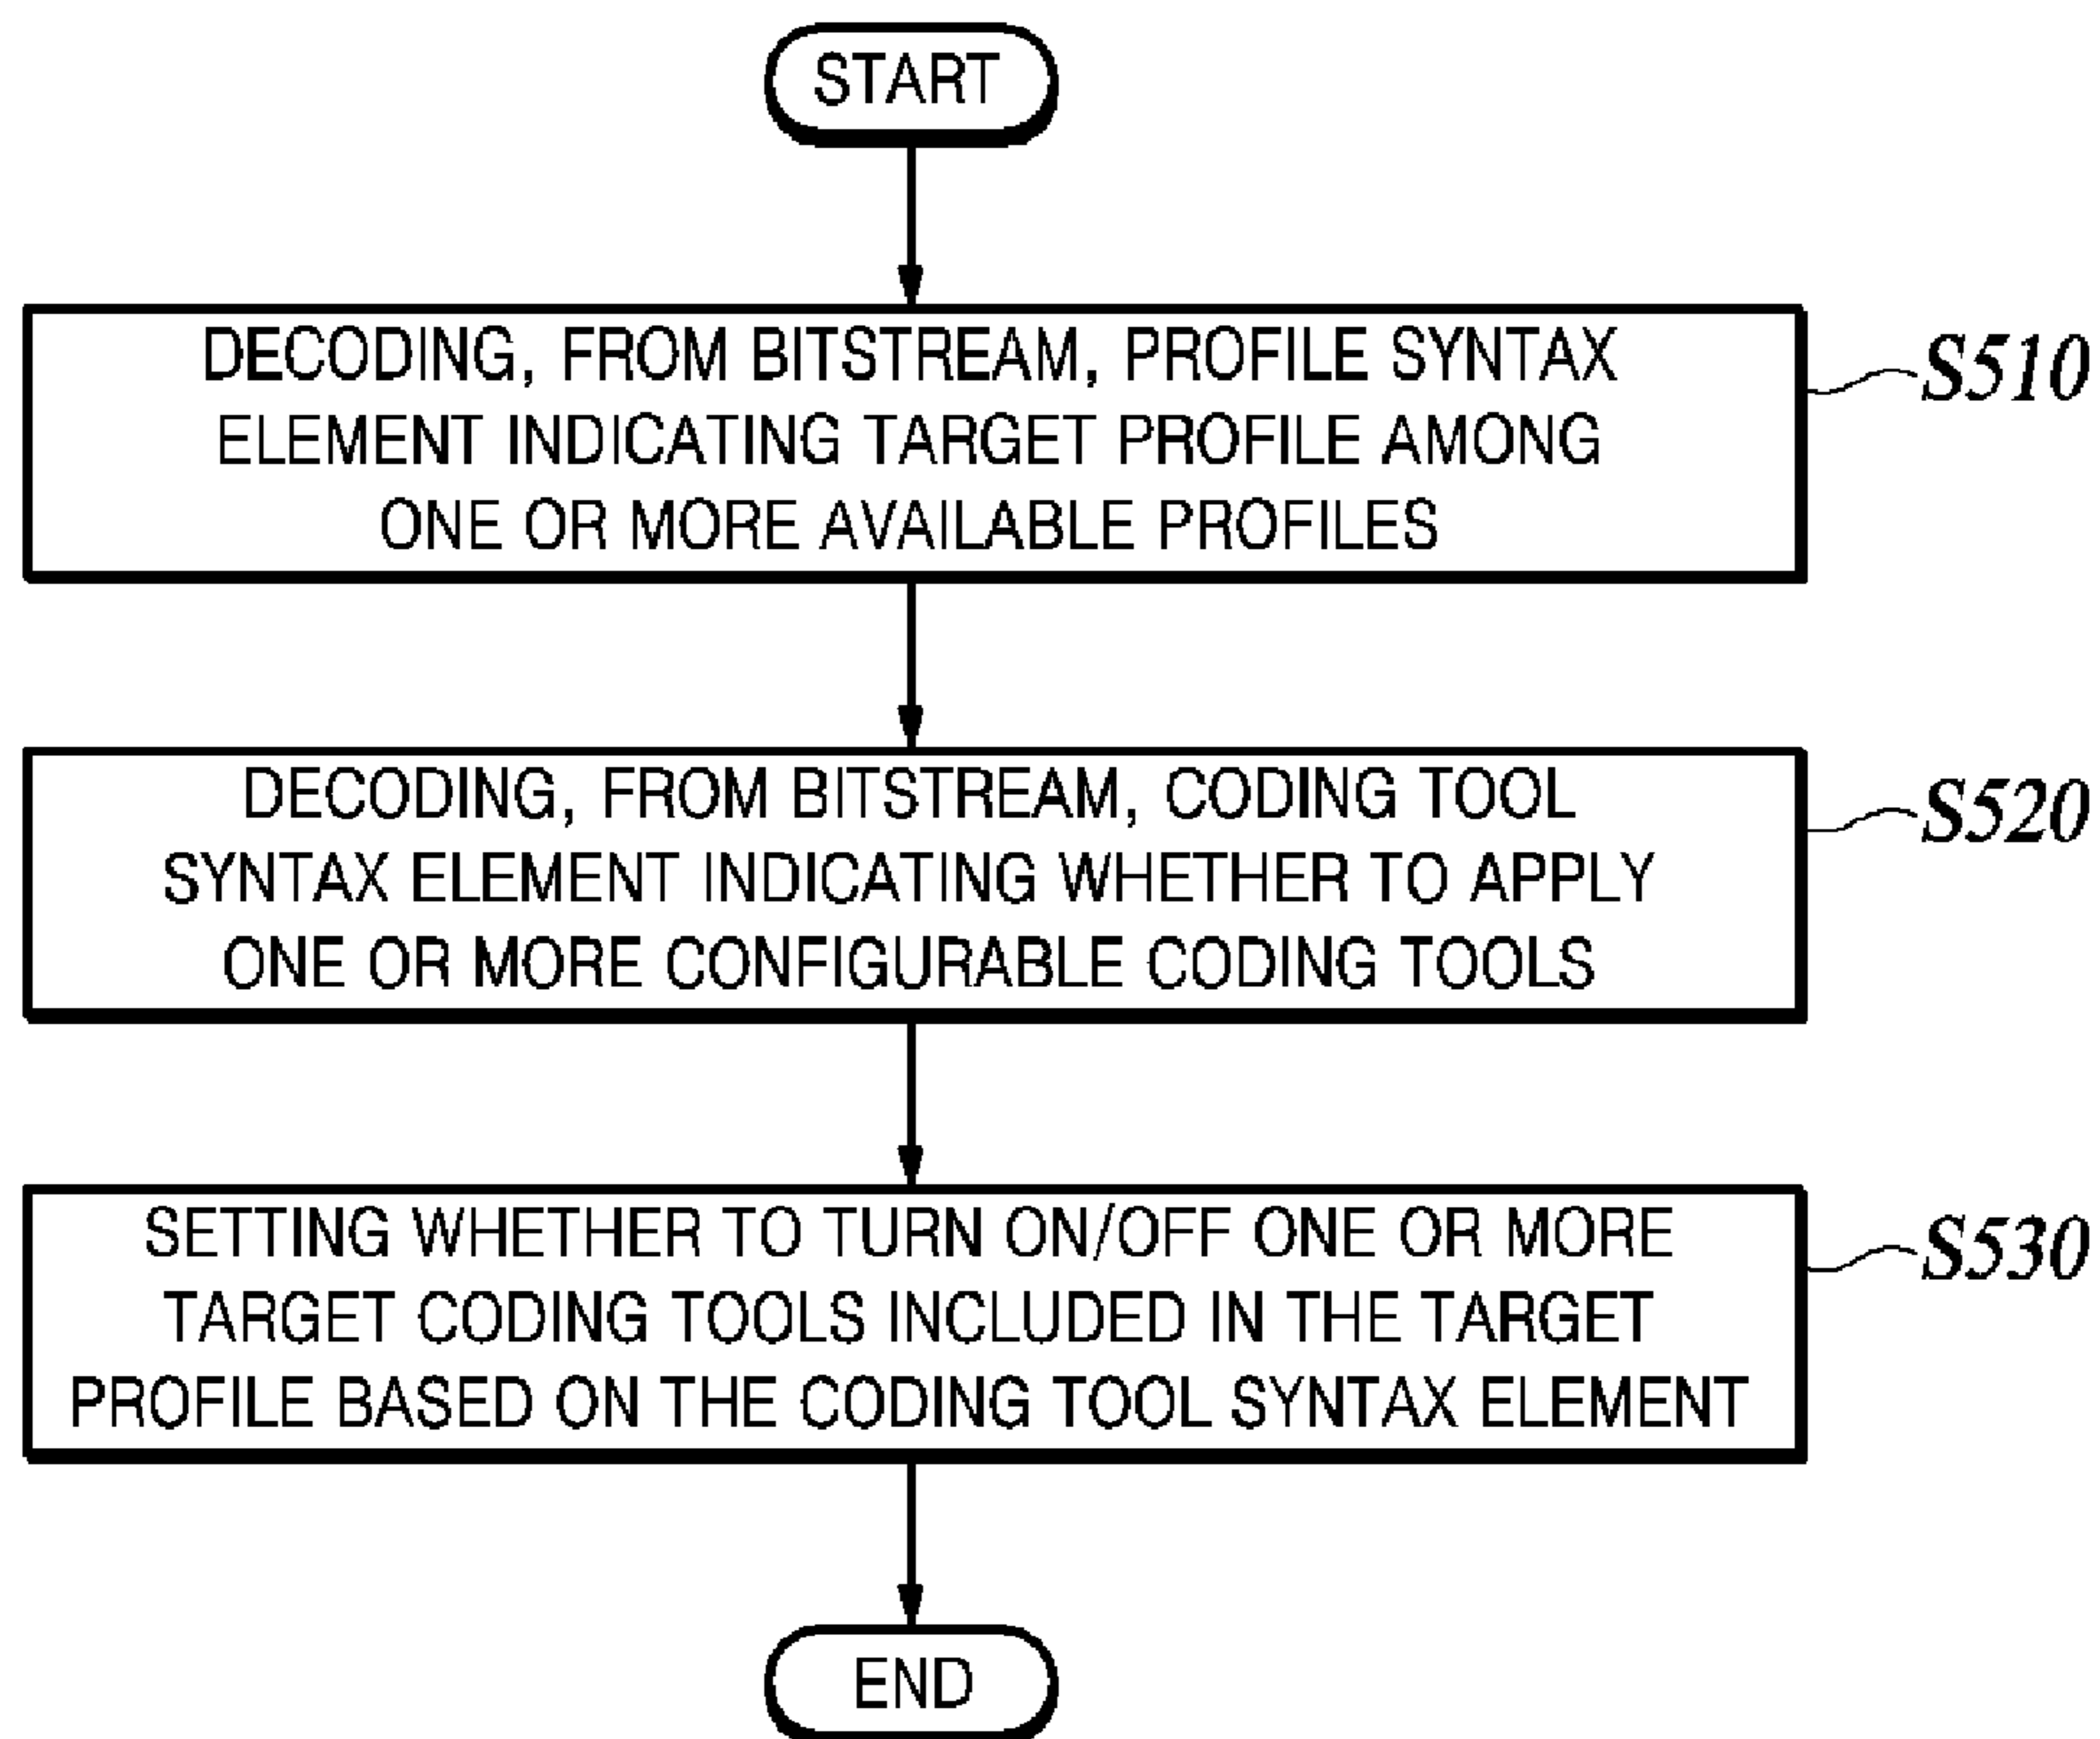 START
DECODING, FROM BITSTREAM, PROFILE SYNTAX
ELEMENT INDICATING TARGET PROFILE AMONG
ONE OR MORE AVAILABLE PROFILES
S510
DECODING, FROM BITSTREAM, CODING TOOL
SYNTAX ELEMENT INDICATING WHETHER TO APPLY
ONE OR MORE CONFIGURABLE CODING TOOLS
S520
SETTING WHETHER TO TURN ON/OFF ONE OR MORE
TARGET CODING TOOLS INCLUDED IN THE TARGET
PROFILE BASED ON THE CODING TOOL SYNTAX ELEMENT
S530
END